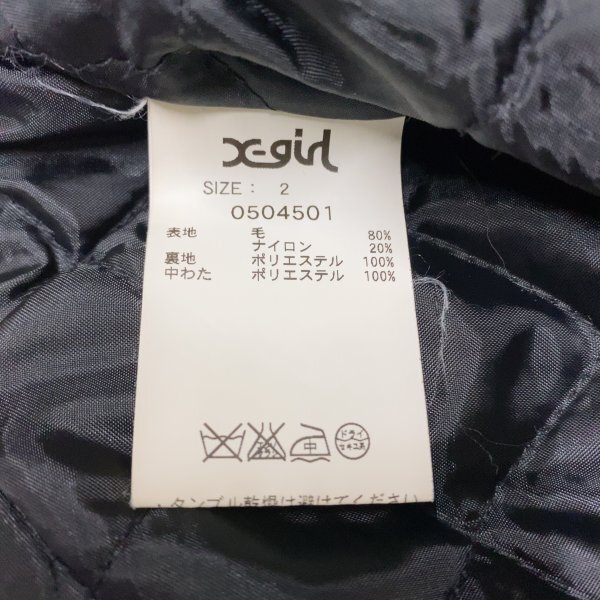 X-girl
SIZE: 2
0504501
表地 毛 80%
ナイロン 20%
裏地 ポリエステル 100%
中わた ポリエステル 100%
ドライ
・タンブル乾燥は避けてください